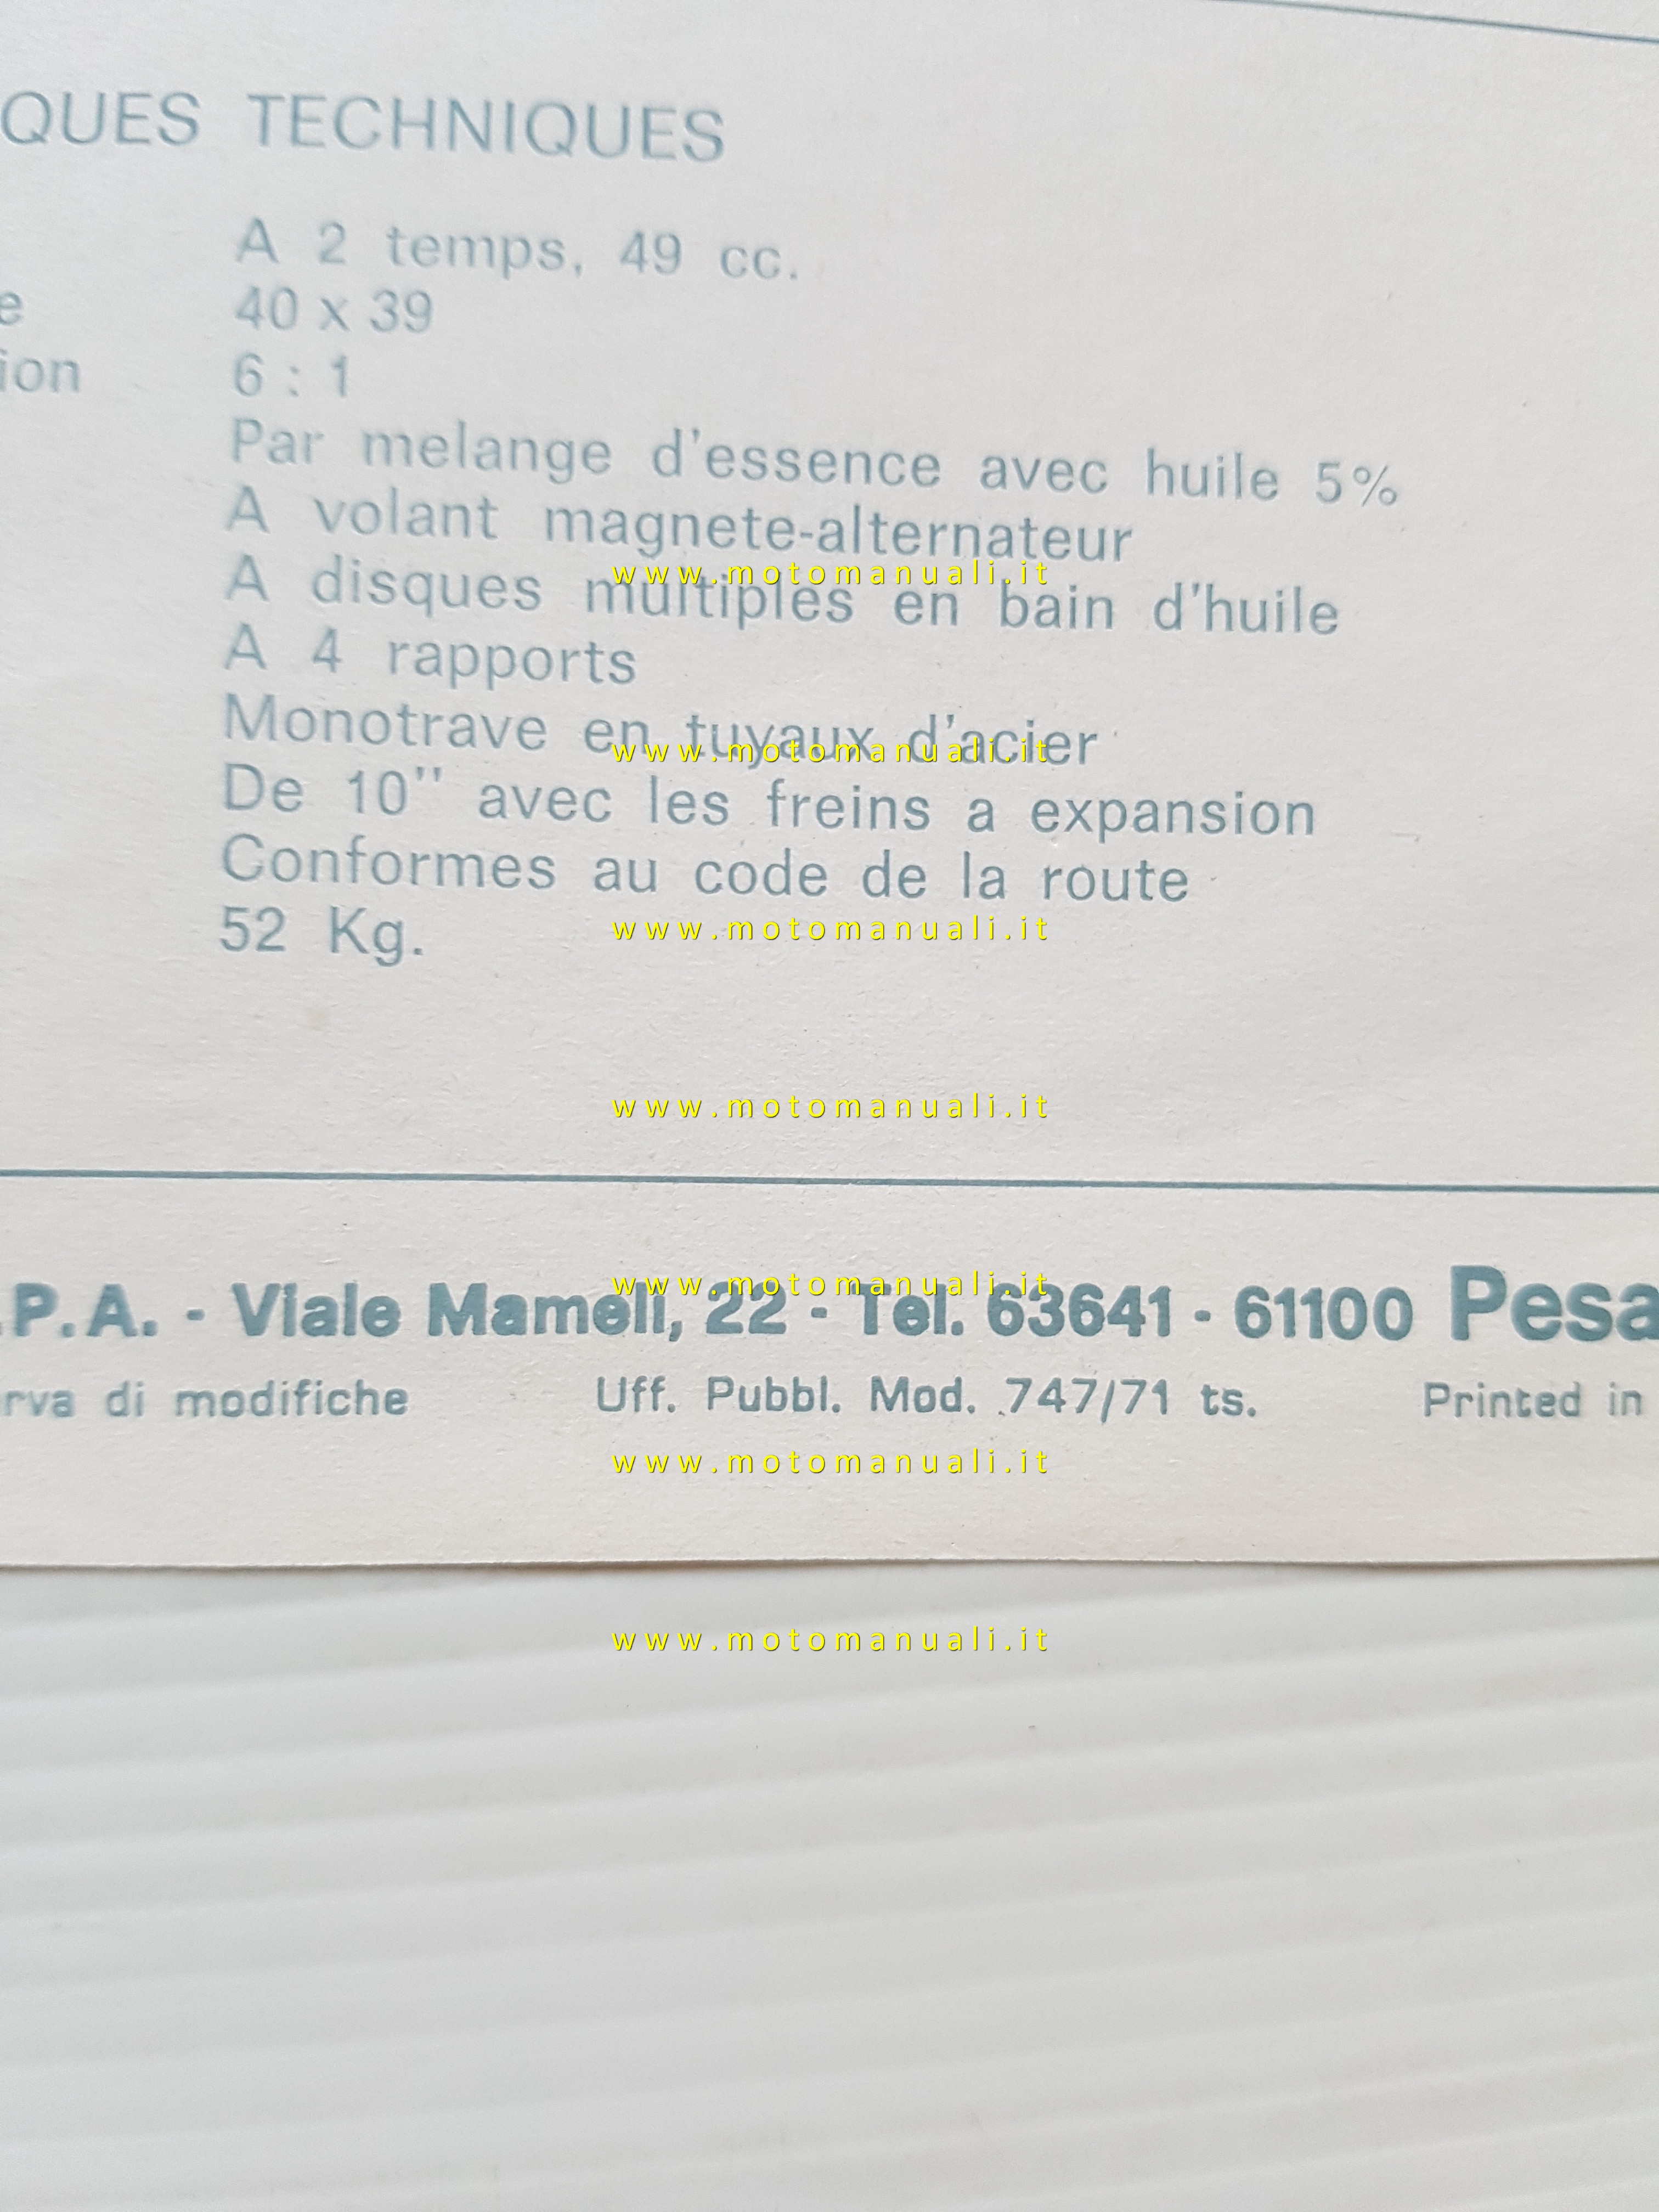 QUES TECHNIQUES
A 2 temps, 49 cc.
e 40 x 39
ion 6 : 1
Par melange d'essence avec huile 5%
A volant magnete-alternateur
www.motomanuali.it
A disques multiples en bain d'huile
A 4 rapports
Monotrave en tuyaux d'acier
www.motomanuali.it
De 10" avec les freins a expansion
Conformes au code de la route
52 Kg.
www.motomanuali.it
www.motomanuali.it
www.motomanuali.it
.P.A. - Viale Mameli, 22 - Tel. 63641 - 61100 Pesa
rva di modifiche Uff. Pubbl. Mod. 747/71 ts. Printed in
www.motomanuali.it
www.motomanuali.it